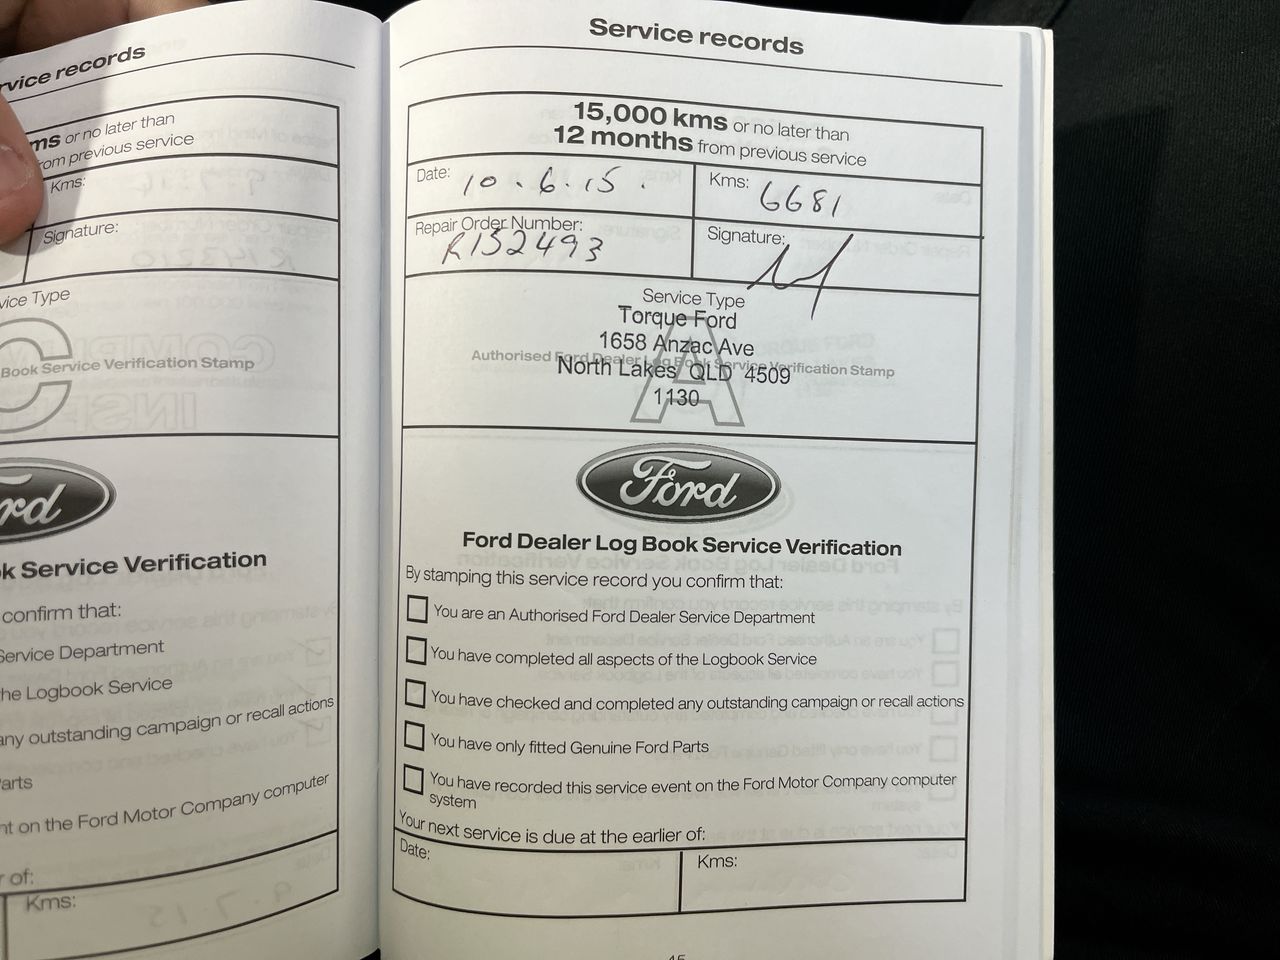 rvice records
ms or no later than
om previous service
Kms:
Signature:
vice Type
C
Book Service Verification Stamp
rd
k Service Verification
confirm that:
Service Department
he Logbook Service
any outstanding campaign or recall actions
arts
nt on the Ford Motor Company computer
r of:
Kms:
Service records
15,000 kms or no later than
12 months from previous service
Date: 10.6.15.
Kms: 6681
Repair Order Number:
R152493
Signature:
Service Type
Torque Ford
1658 Anzac Ave
A
Authorised Ford Dealer Log Book Service Verification Stamp
North Lakes QLD 4509
1130
Ford
Ford Dealer Log Book Service Verification
By stamping this service record you confirm that:
You are an Authorised Ford Dealer Service Department
You have completed all aspects of the Logbook Service
You have checked and completed any outstanding campaign or recall actions
You have only fitted Genuine Ford Parts
You have recorded this service event on the Ford Motor Company computer
system
Your next service is due at the earlier of:
Date:
Kms: